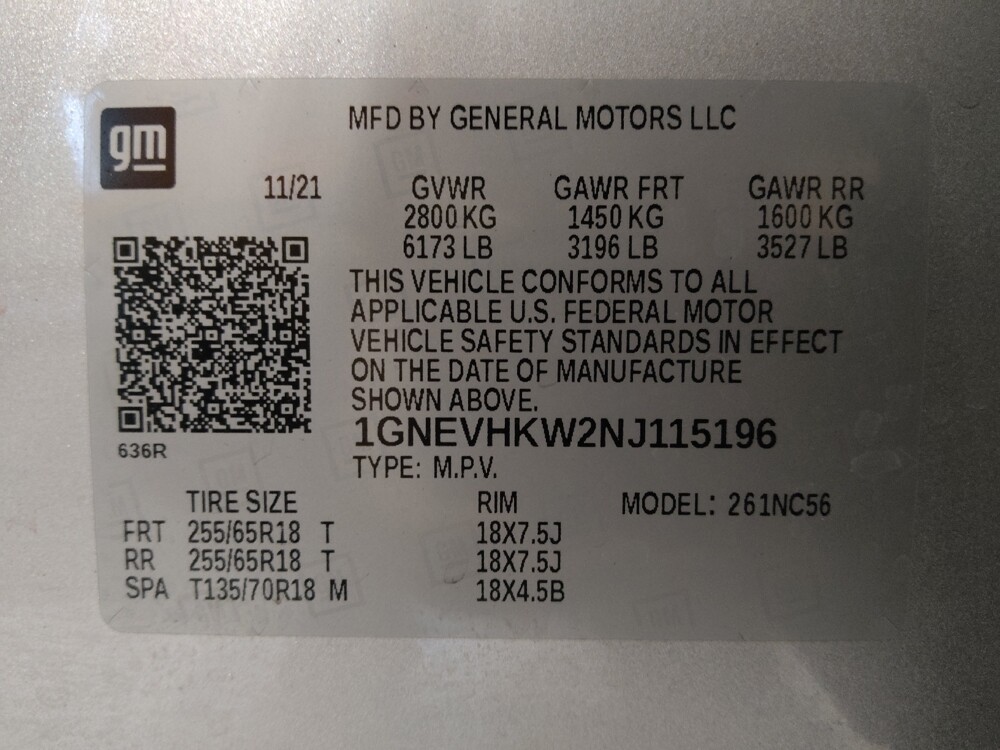 gm
MFD BY GENERAL MOTORS LLC
11/21 GVWR GAWR FRT GAWR RR
2800 KG 1450 KG 1600 KG
6173 LB 3196 LB 3527 LB
THIS VEHICLE CONFORMS TO ALL
APPLICABLE U.S. FEDERAL MOTOR
VEHICLE SAFETY STANDARDS IN EFFECT
ON THE DATE OF MANUFACTURE
SHOWN ABOVE.
1GNEVHKW2NJ115196
636R
TYPE: M.P.V.
TIRE SIZE RIM MODEL: 261NC56
FRT 255/65R18 T 18X7.5J
RR 255/65R18 T 18X7.5J
SPA T135/70R18 M 18X4.5B